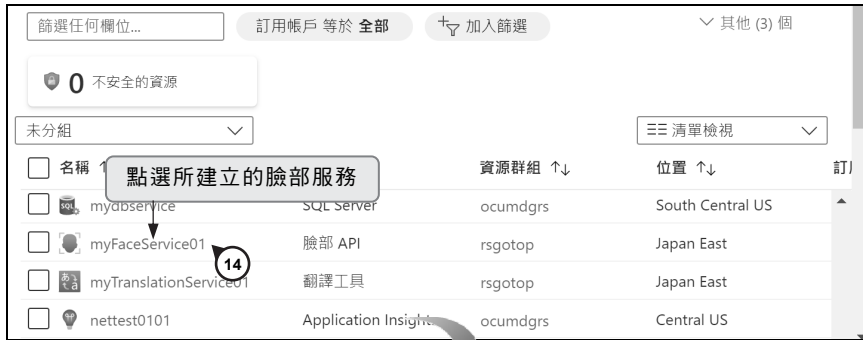 篩選任何欄位... 訂用帳戶 等於 全部 加入篩選 其他 (3) 個
0 不安全的資源
未分組 清單檢視
名稱 點選所建立的臉部服務 資源群組 ↑↓ 位置 ↑↓
mydbservice SQL Server ocumdgrs South Central US
myFaceService01 臉部 API rsgotop Japan East
14
myTranslationService01 翻譯工具 rsgotop Japan East
nettest0101 Application Insight ocumdgrs Central US